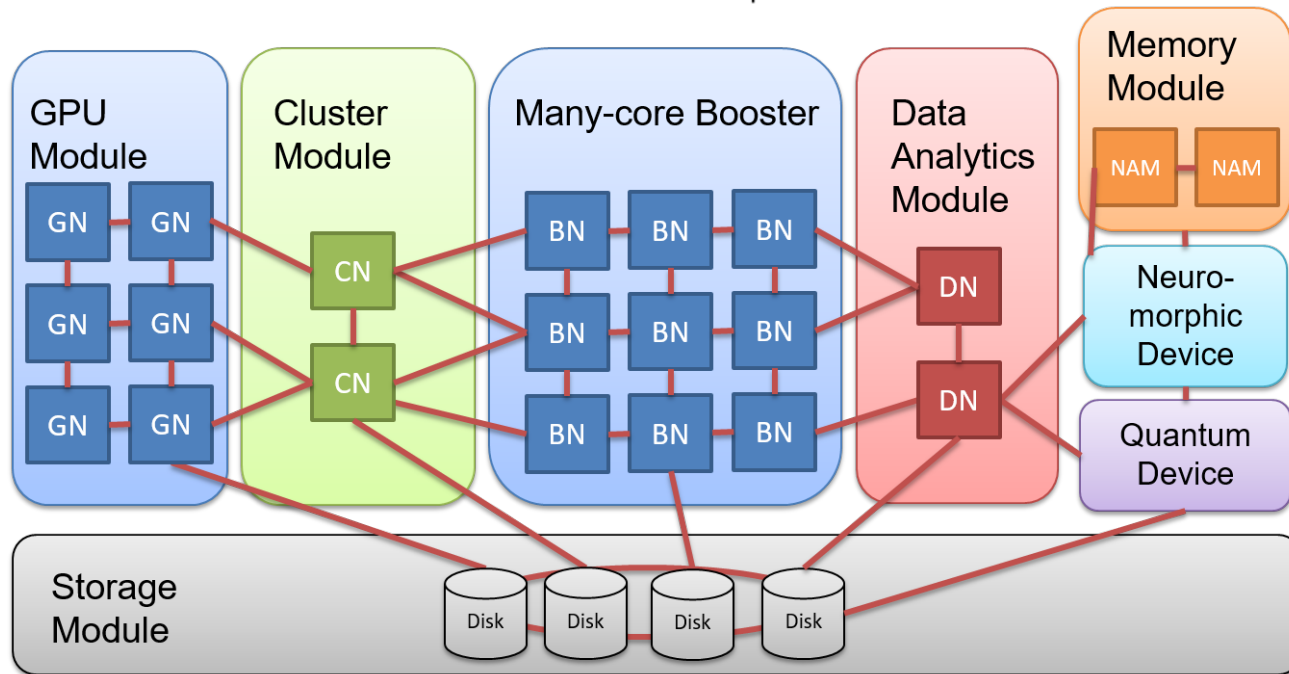 GPU
Module
GN GN
GN GN
GN GN
Cluster
Module
CN
CN
Many-core Booster
BN BN BN
BN BN BN
BN BN BN
Data
Analytics
Module
DN
DN
Memory
Module
NAM NAM
Neuro-
morphic
Device
Quantum
Device
Storage
Module
Disk Disk Disk Disk